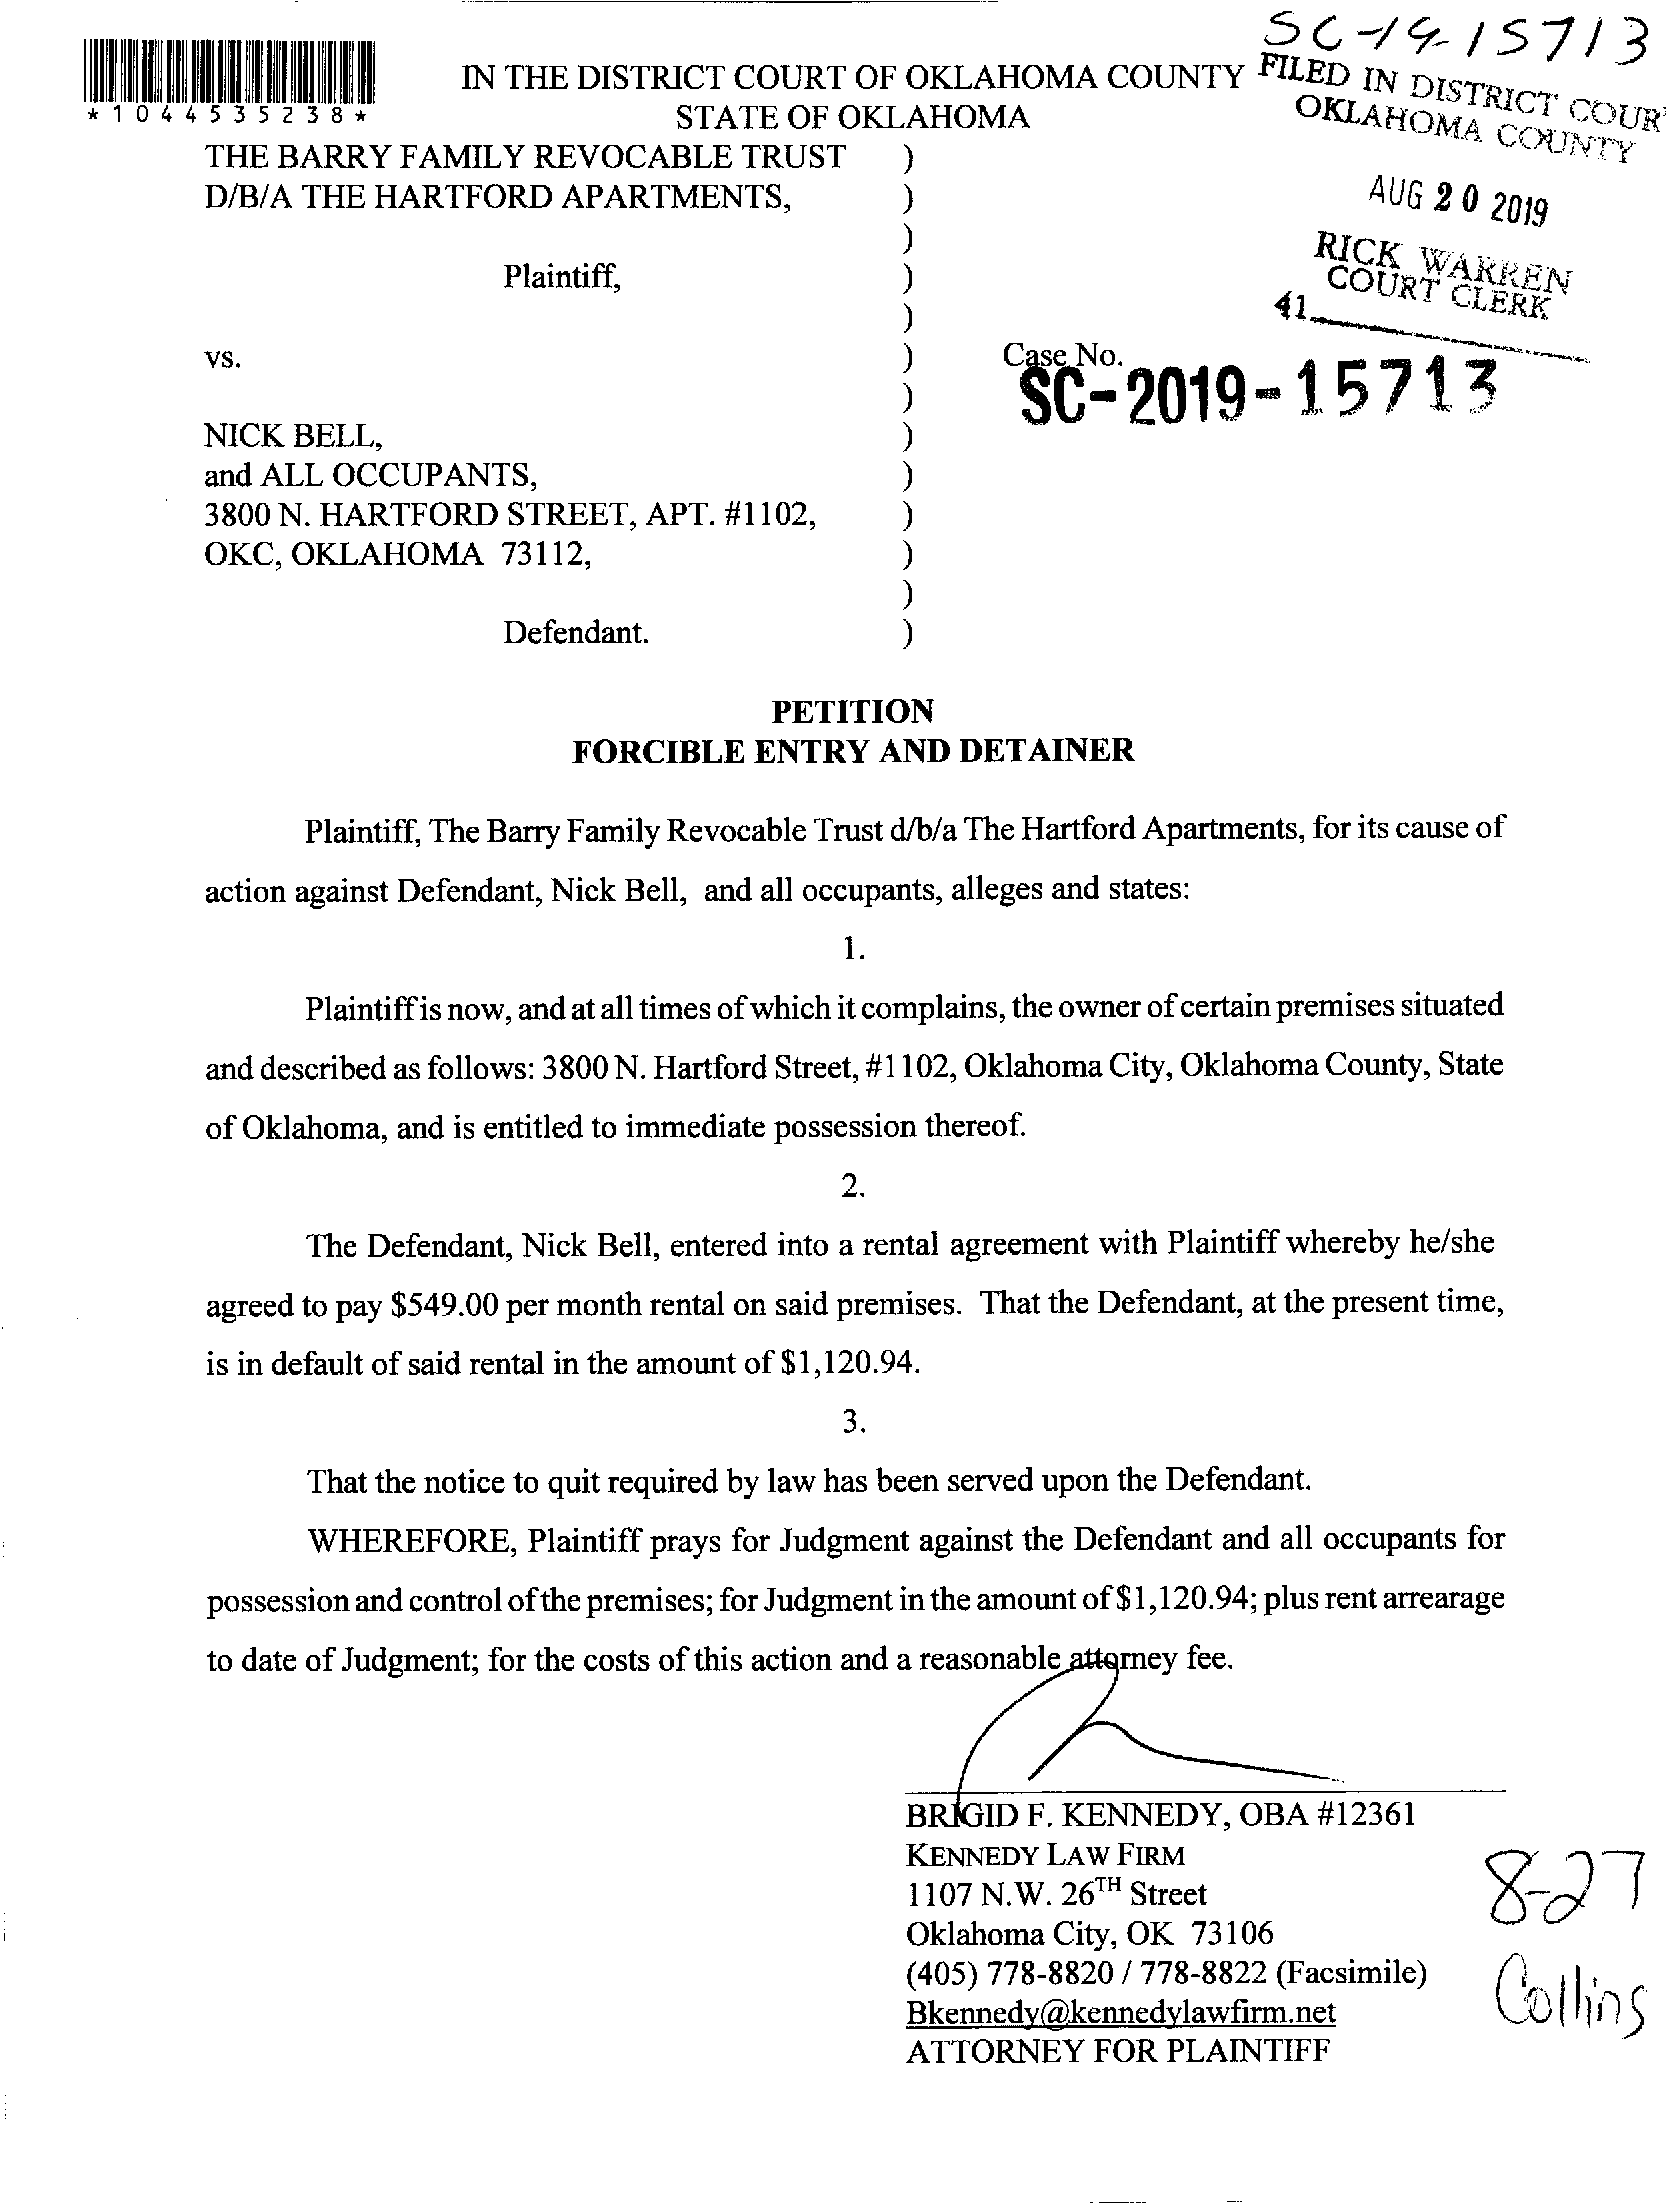 SC-19-15713
*1044535238*
IN THE DISTRICT COURT OF OKLAHOMA COUNTY
STATE OF OKLAHOMA
FILED IN DISTRICT COUR
OKLAHOMA COUNTY
AUG 20 2019
RICK WARREN
COURT CLERK
41
THE BARRY FAMILY REVOCABLE TRUST )
D/B/A THE HARTFORD APARTMENTS, )
)
Plaintiff, )
)
vs. ) Case No.
SC-2019-15713
)
NICK BELL, )
and ALL OCCUPANTS, )
3800 N. HARTFORD STREET, APT. #1102, )
OKC, OKLAHOMA 73112, )
)
Defendant. )
PETITION
FORCIBLE ENTRY AND DETAINER
Plaintiff, The Barry Family Revocable Trust d/b/a The Hartford Apartments, for its cause of
action against Defendant, Nick Bell, and all occupants, alleges and states:
1.
Plaintiff is now, and at all times of which it complains, the owner of certain premises situated
and described as follows: 3800 N. Hartford Street, #1102, Oklahoma City, Oklahoma County, State
of Oklahoma, and is entitled to immediate possession thereof.
2.
The Defendant, Nick Bell, entered into a rental agreement with Plaintiff whereby he/she
agreed to pay $549.00 per month rental on said premises. That the Defendant, at the present time,
is in default of said rental in the amount of $1,120.94.
3.
That the notice to quit required by law has been served upon the Defendant.
WHEREFORE, Plaintiff prays for Judgment against the Defendant and all occupants for
possession and control of the premises; for Judgment in the amount of $1,120.94; plus rent arrearage
to date of Judgment; for the costs of this action and a reasonable attorney fee.
BRIGID F. KENNEDY, OBA #12361
KENNEDY LAW FIRM
1107 N.W. 26TH Street
Oklahoma City, OK 73106
(405) 778-8820 / 778-8822 (Facsimile)
Bkennedy@kennedylawfirm.net
ATTORNEY FOR PLAINTIFF
8-27
Collins